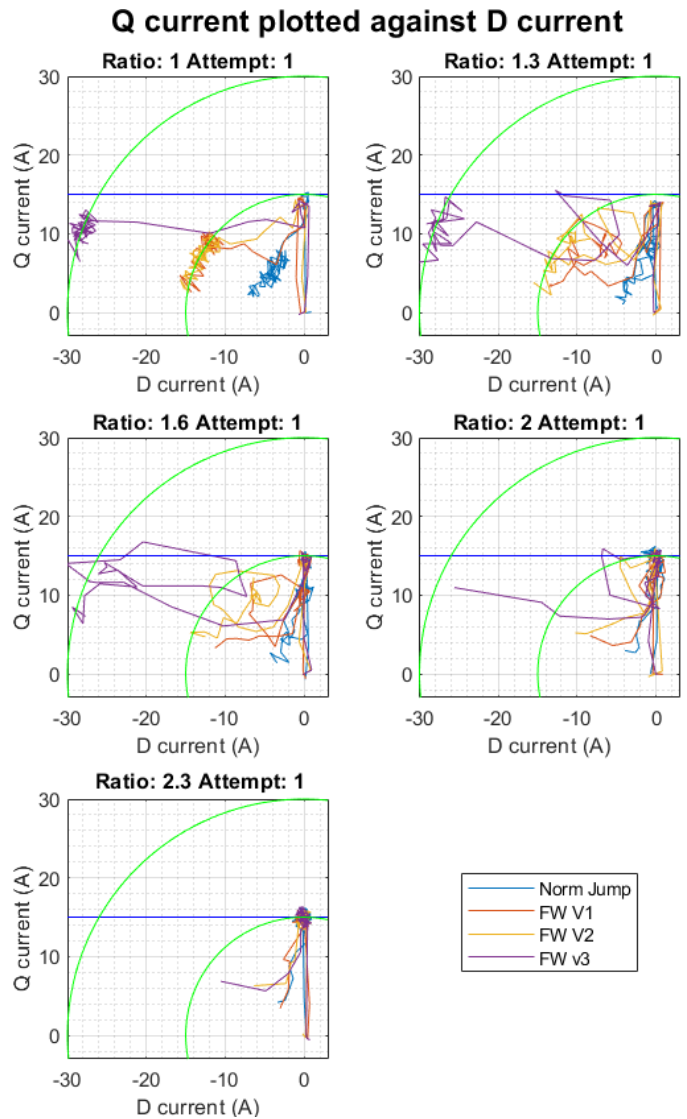 Q current plotted against D current
Ratio: 1 Attempt: 1
Ratio: 1.3 Attempt: 1
30
20
10
0
Q current (A)
-30 -20 -10 0
D current (A)
30
20
10
0
Q current (A)
-30 -20 -10 0
D current (A)
Ratio: 1.6 Attempt: 1
Ratio: 2 Attempt: 1
30
20
10
0
Q current (A)
-30 -20 -10 0
D current (A)
30
20
10
0
Q current (A)
-30 -20 -10 0
D current (A)
Ratio: 2.3 Attempt: 1
30
20
10
0
Q current (A)
-30 -20 -10 0
D current (A)
Norm Jump
FW V1
FW V2
FW v3